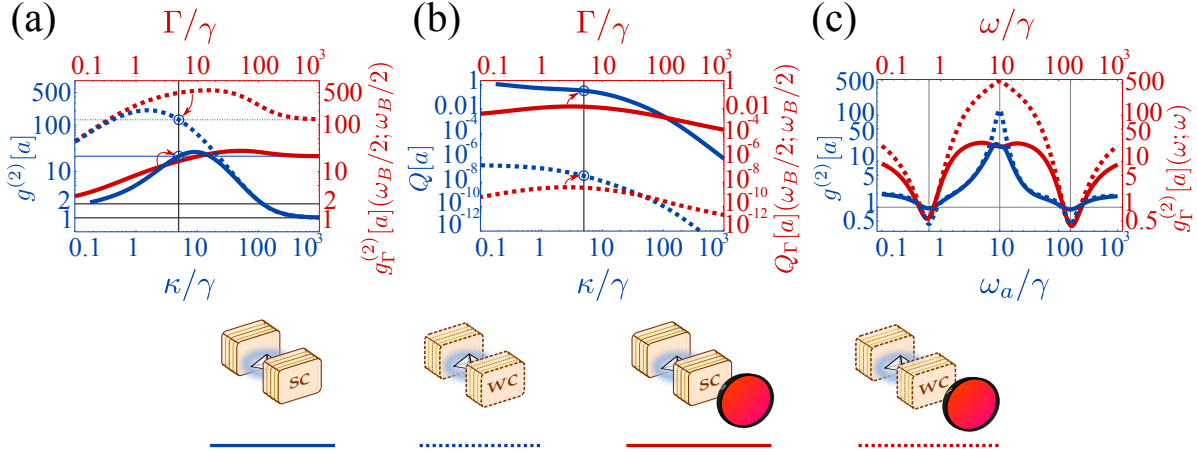 (a) Γ/γ (b) Γ/γ (c) ω/γ
0.1 1 10 100 10³ 0.1 1 10 100 10³ 0.1 1 10 100 10³
g⁽²⁾[a] 500 100 20 10 5 2 1
500 100 10 2 1 g_Γ⁽²⁾[a](ω_B/2; ω_B/2)
Q[a] 1 0.01 10⁻⁴ 10⁻⁶ 10⁻⁸ 10⁻¹⁰ 10⁻¹²
1 0.01 10⁻⁴ 10⁻⁶ 10⁻⁸ 10⁻¹⁰ 10⁻¹² Q_Γ[a](ω_B/2; ω_B/2)
g⁽²⁾[a] 500 100 50 20 10 5 1 0.5
500 100 50 20 10 5 1 0.5 g_Γ⁽²⁾[a](ω; ω)
0.1 1 10 100 10³ 0.1 1 10 100 10³ 0.1 1 10 100 10³
κ/γ κ/γ ω_a/γ
SC WC SC WC